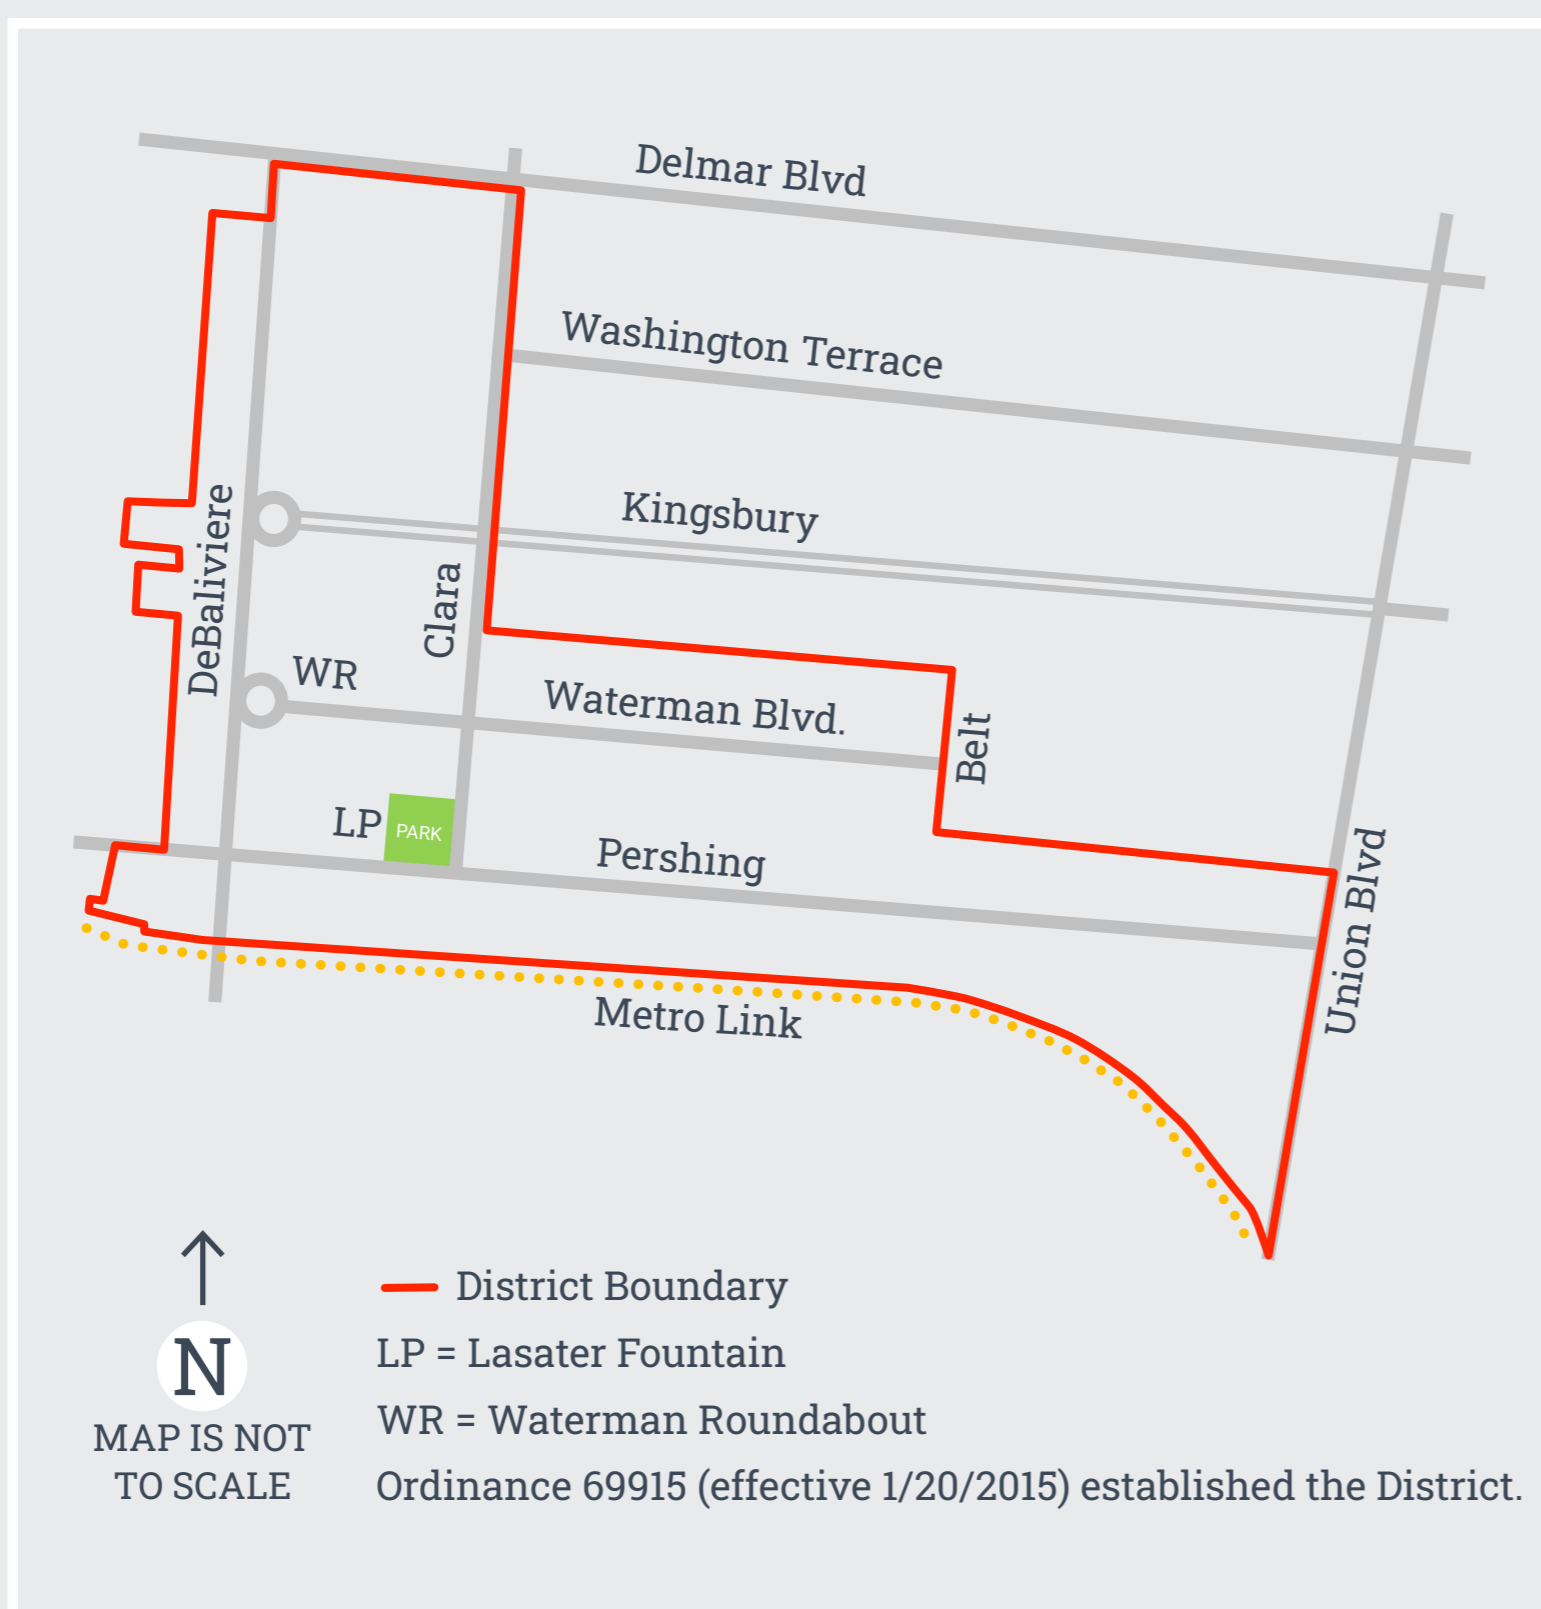 Delmar Blvd
Washington Terrace
Kingsbury
DeBaliviere
Clara
WR
Waterman Blvd.
Belt
LP
PARK
Pershing
Union Blvd
Metro Link
N
MAP IS NOT
TO SCALE
District Boundary
LP = Lasater Fountain
WR = Waterman Roundabout
Ordinance 69915 (effective 1/20/2015) established the District.